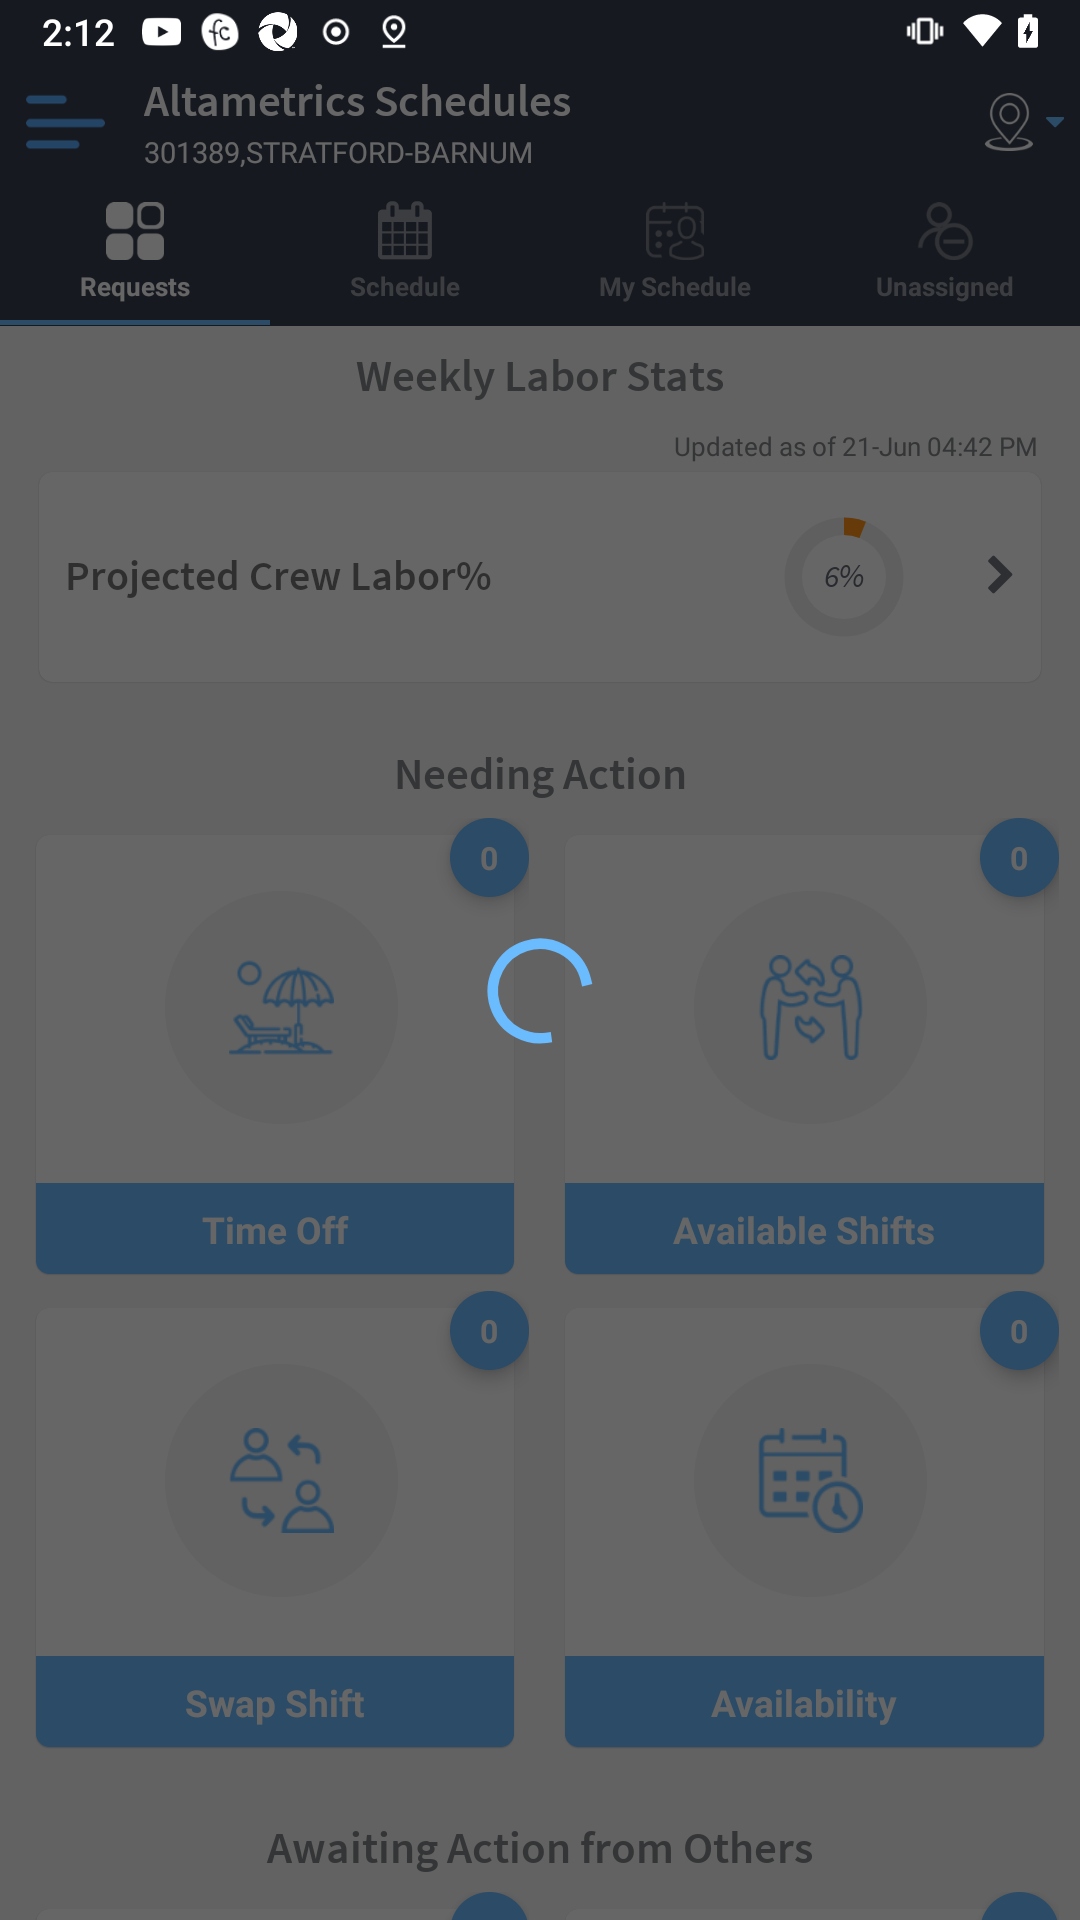 2:12
Altametrics Schedules
301389,STRATFORD-BARNUM
Requests
Schedule
My Schedule
Unassigned
Weekly Labor Stats
Updated as of 21-Jun 04:42 PM
Projected Crew Labor%
6%
Needing Action
0
0
Time Off
Available Shifts
0
0
Swap Shift
Availability
Awaiting Action from Others